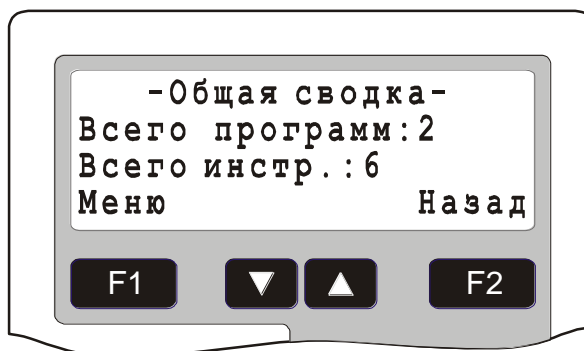 -Общая сводка-
Всего программ:2
Всего инстр.:6
Меню Назад
F1 F2